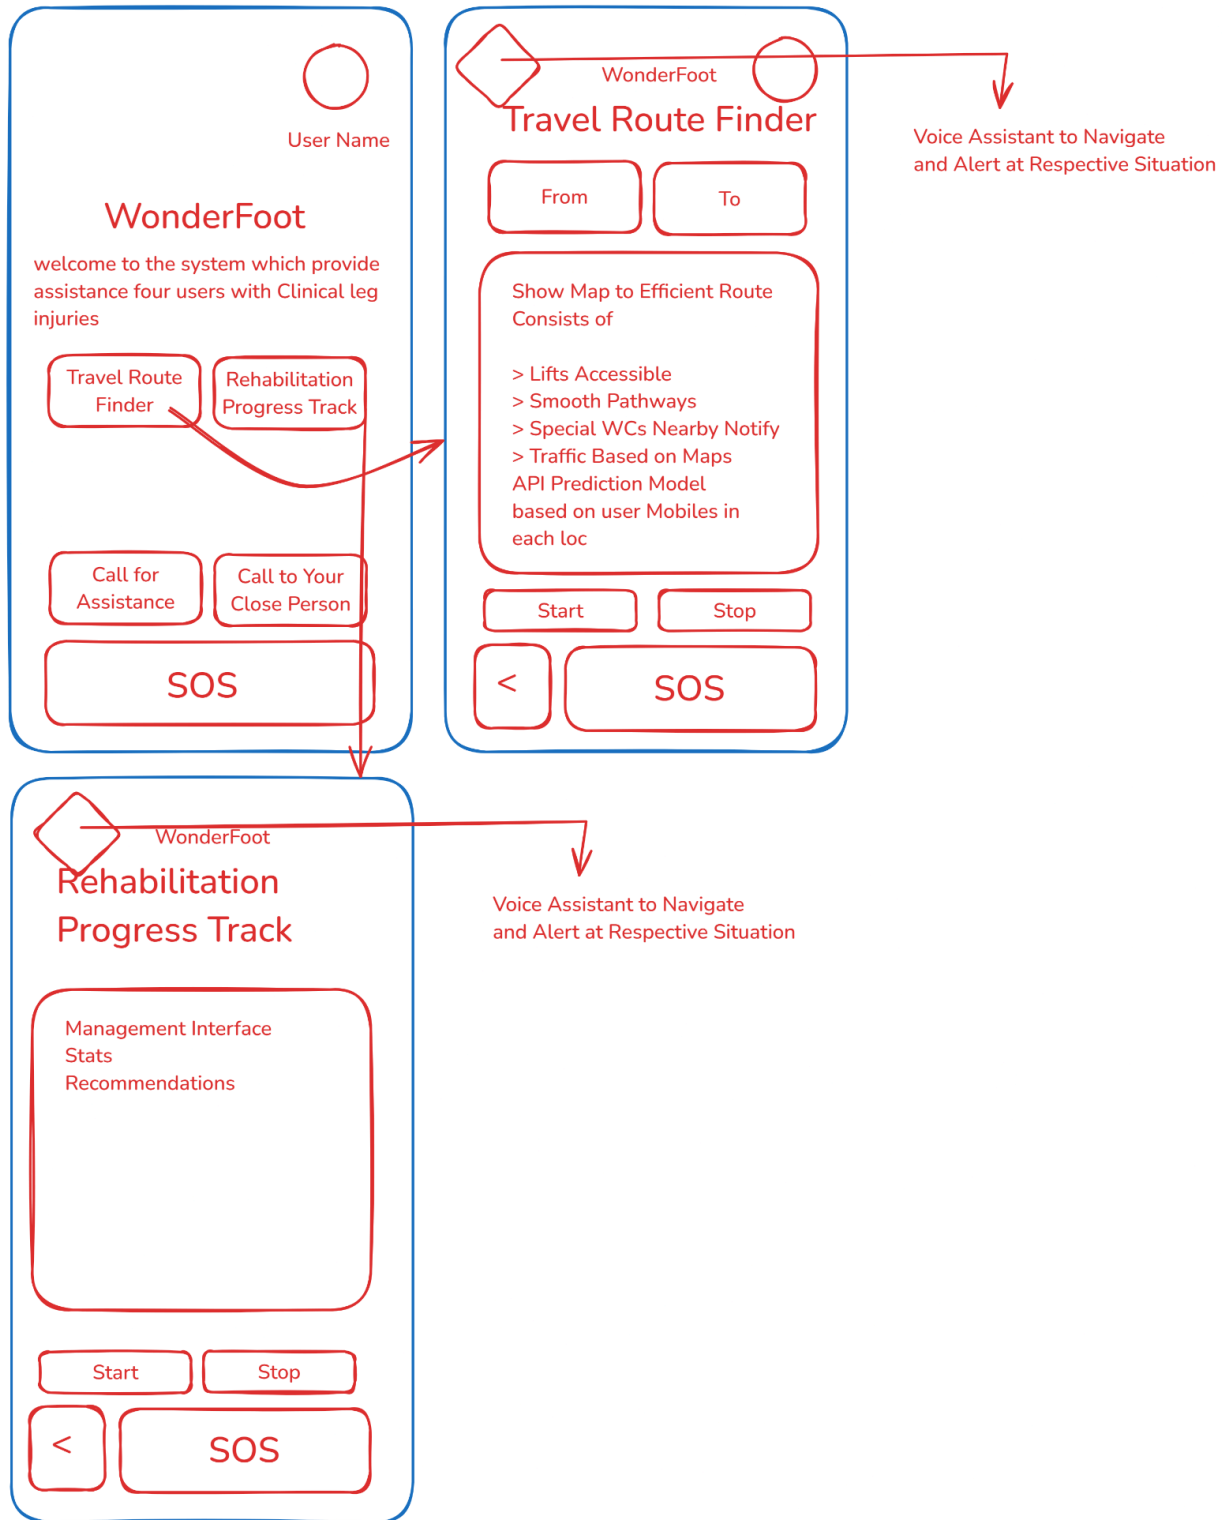 User Name
WonderFoot
welcome to the system which provide
assistance four users with Clinical leg
injuries
Travel Route
Finder
Rehabilitation
Progress Track
Call for
Assistance
Call to Your
Close Person
SOS
WonderFoot
Travel Route Finder
From
To
Show Map to Efficient Route
Consists of
> Lifts Accessible
> Smooth Pathways
> Special WCs Nearby Notify
> Traffic Based on Maps
API Prediction Model
based on user Mobiles in
each loc
Start
Stop
<
SOS
Voice Assistant to Navigate
and Alert at Respective Situation
WonderFoot
Rehabilitation
Progress Track
Management Interface
Stats
Recommendations
Start
Stop
<
SOS
Voice Assistant to Navigate
and Alert at Respective Situation